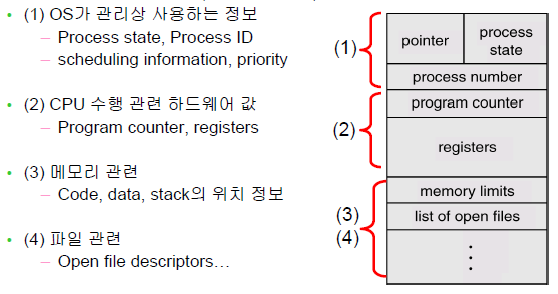 • (1) OS가 관리상 사용하는 정보
– Process state, Process ID
– scheduling information, priority
• (2) CPU 수행 관련 하드웨어 값
– Program counter, registers
• (3) 메모리 관련
– Code, data, stack의 위치 정보
• (4) 파일 관련
– Open file descriptors…
(1)
pointer
process
state
process number
(2)
program counter
registers
(3)
(4)
memory limits
list of open files